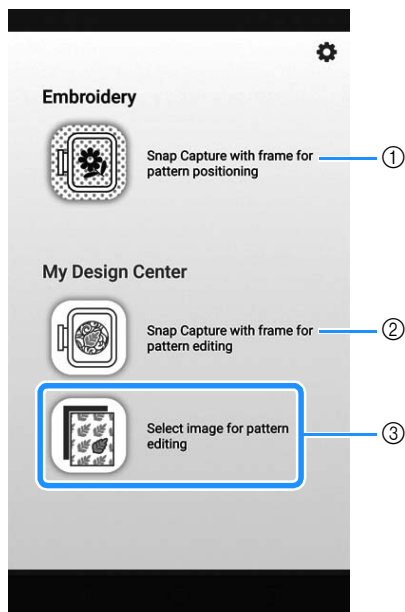 Embroidery
Snap Capture with frame for
pattern positioning
①
My Design Center
Snap Capture with frame for
pattern editing
②
Select image for pattern
editing
③